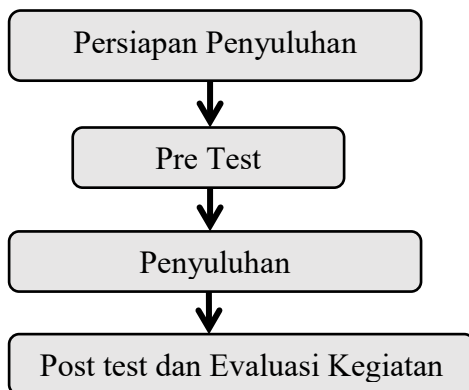 Persiapan Penyuluhan
Pre Test
Penyuluhan
Post test dan Evaluasi Kegiatan